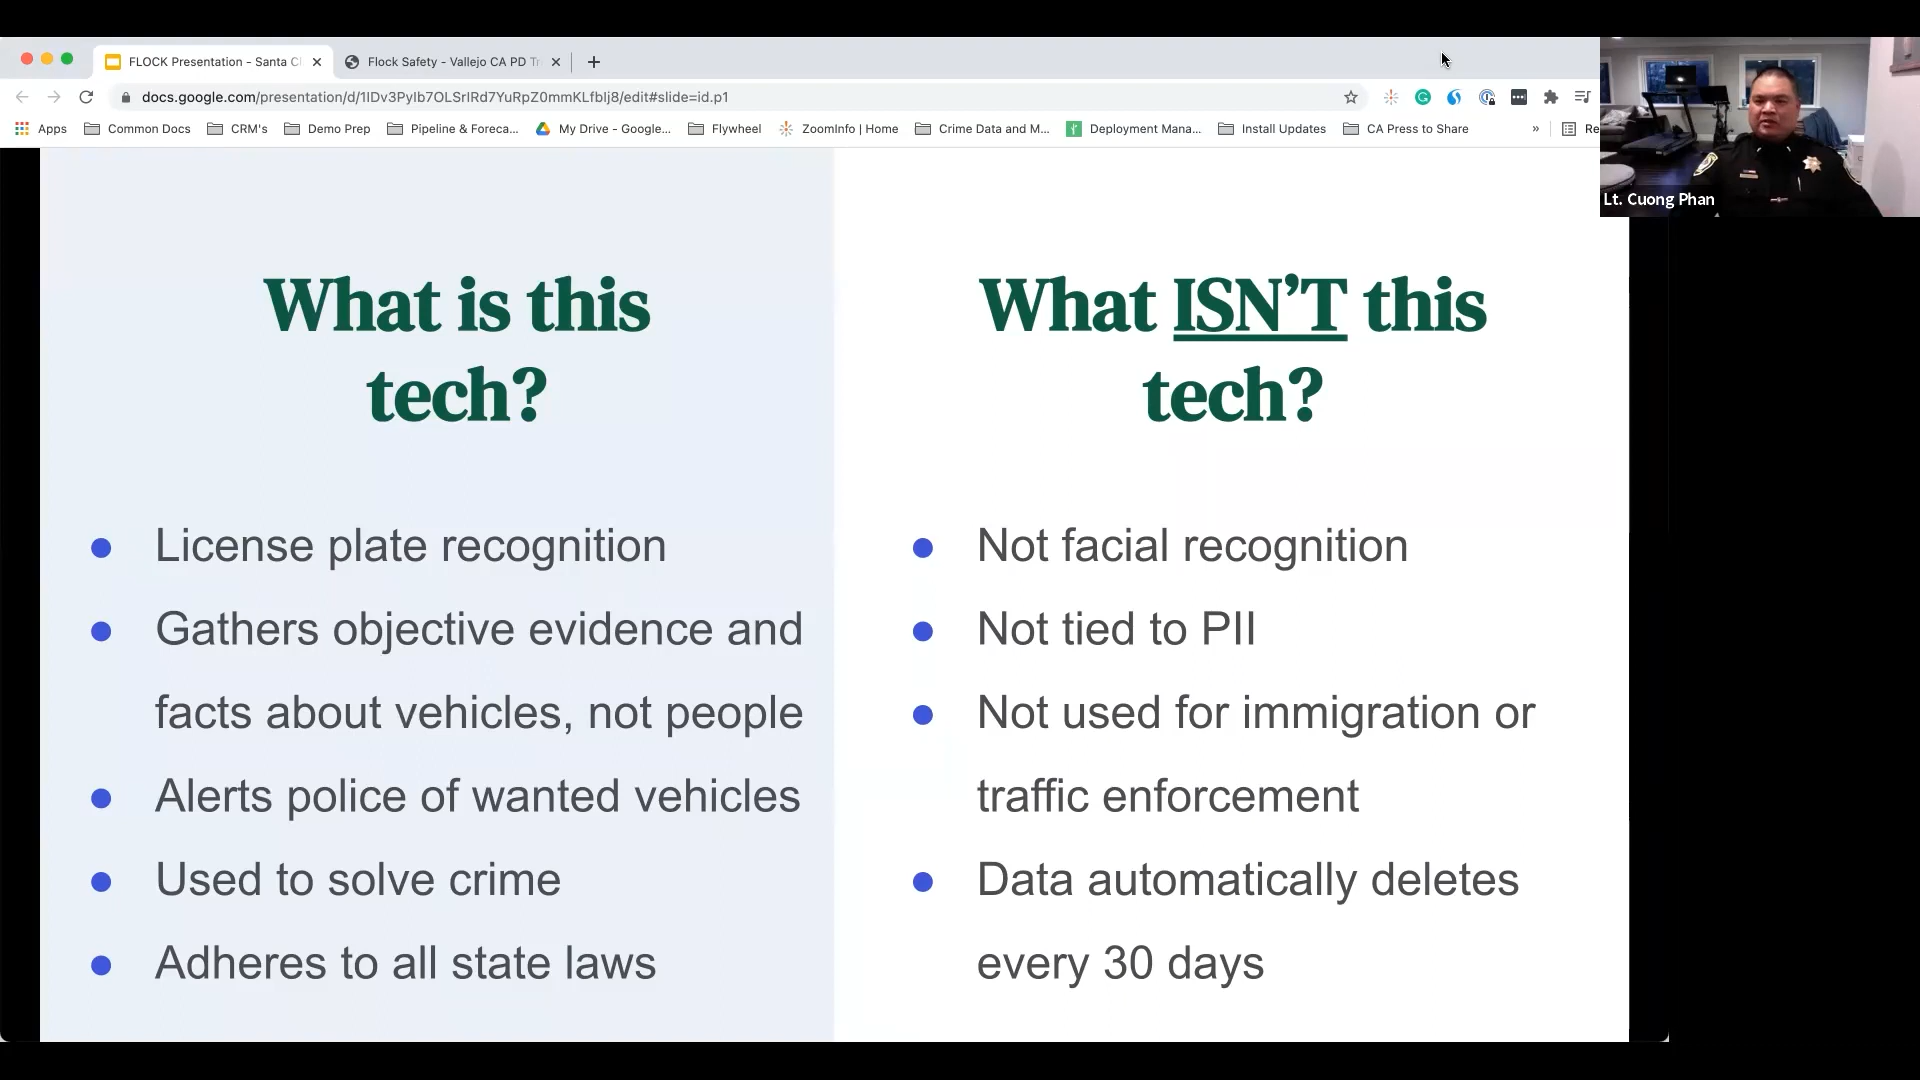 FLOCK Presentation - Santa C
Flock Safety - Vallejo CA PD Tr
docs.google.com/presentation/d/1IDv3PyIb7OLSrIRd7YuRpZ0mmKLfbIj8/edit#slide=id.p1
Apps
Common Docs
CRM's
Demo Prep
Pipeline & Foreca...
My Drive - Google...
Flywheel
ZoomInfo | Home
Crime Data and M...
Deployment Mana...
Install Updates
CA Press to Share
»
Re
Lt. Cuong Phan
What is this
tech?
• License plate recognition
• Gathers objective evidence and
facts about vehicles, not people
• Alerts police of wanted vehicles
• Used to solve crime
• Adheres to all state laws
What ISN'T this
tech?
• Not facial recognition
• Not tied to PII
• Not used for immigration or
traffic enforcement
• Data automatically deletes
every 30 days